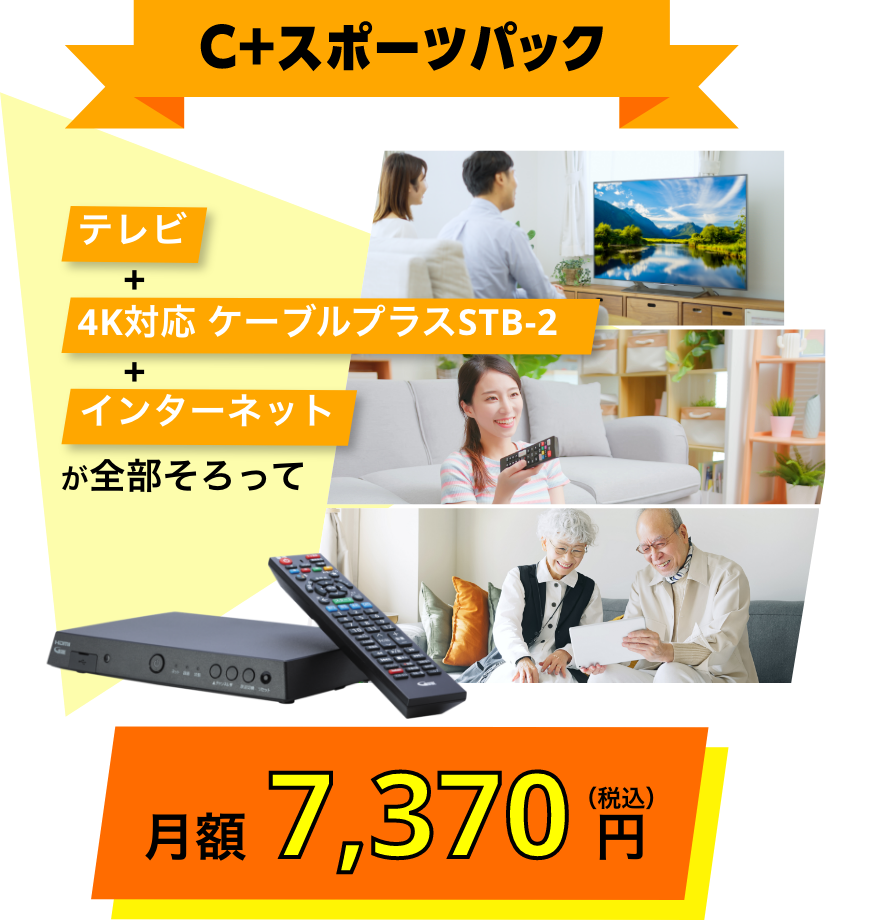 C+スポーツパック
テレビ
+
4K対応 ケーブルプラスSTB-2
+
インターネット
が全部そろって
HDMI
月額 7,370 円
（税込）